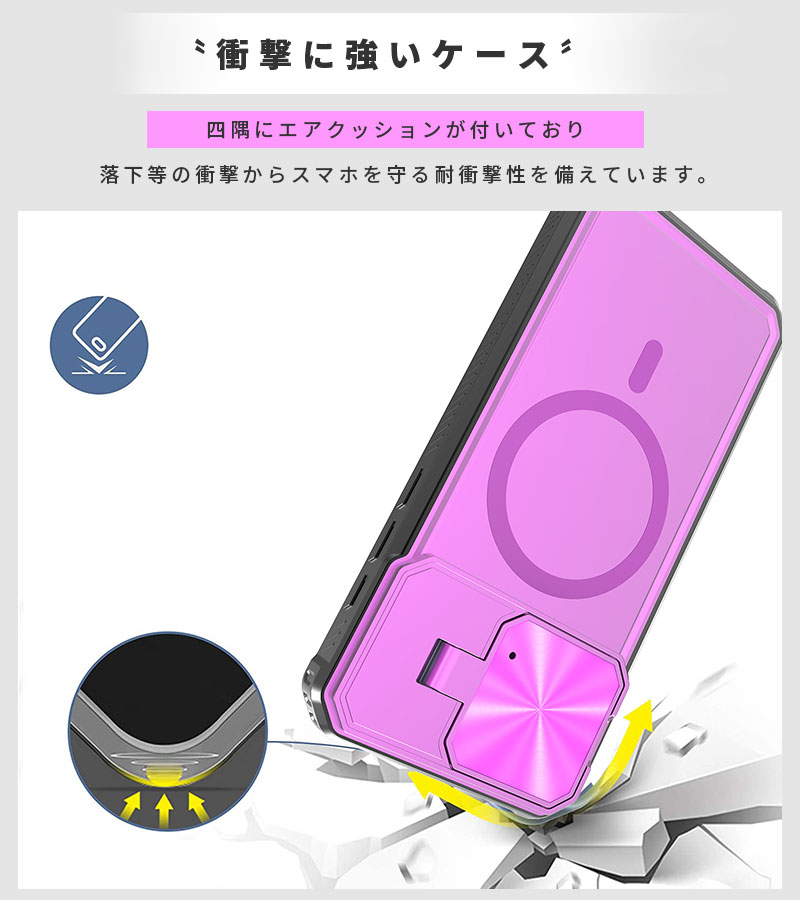 〝衝撃に強いケース〞
四隅にエアクッションが付いており
落下等の衝撃からスマホを守る耐衝撃性を備えています。